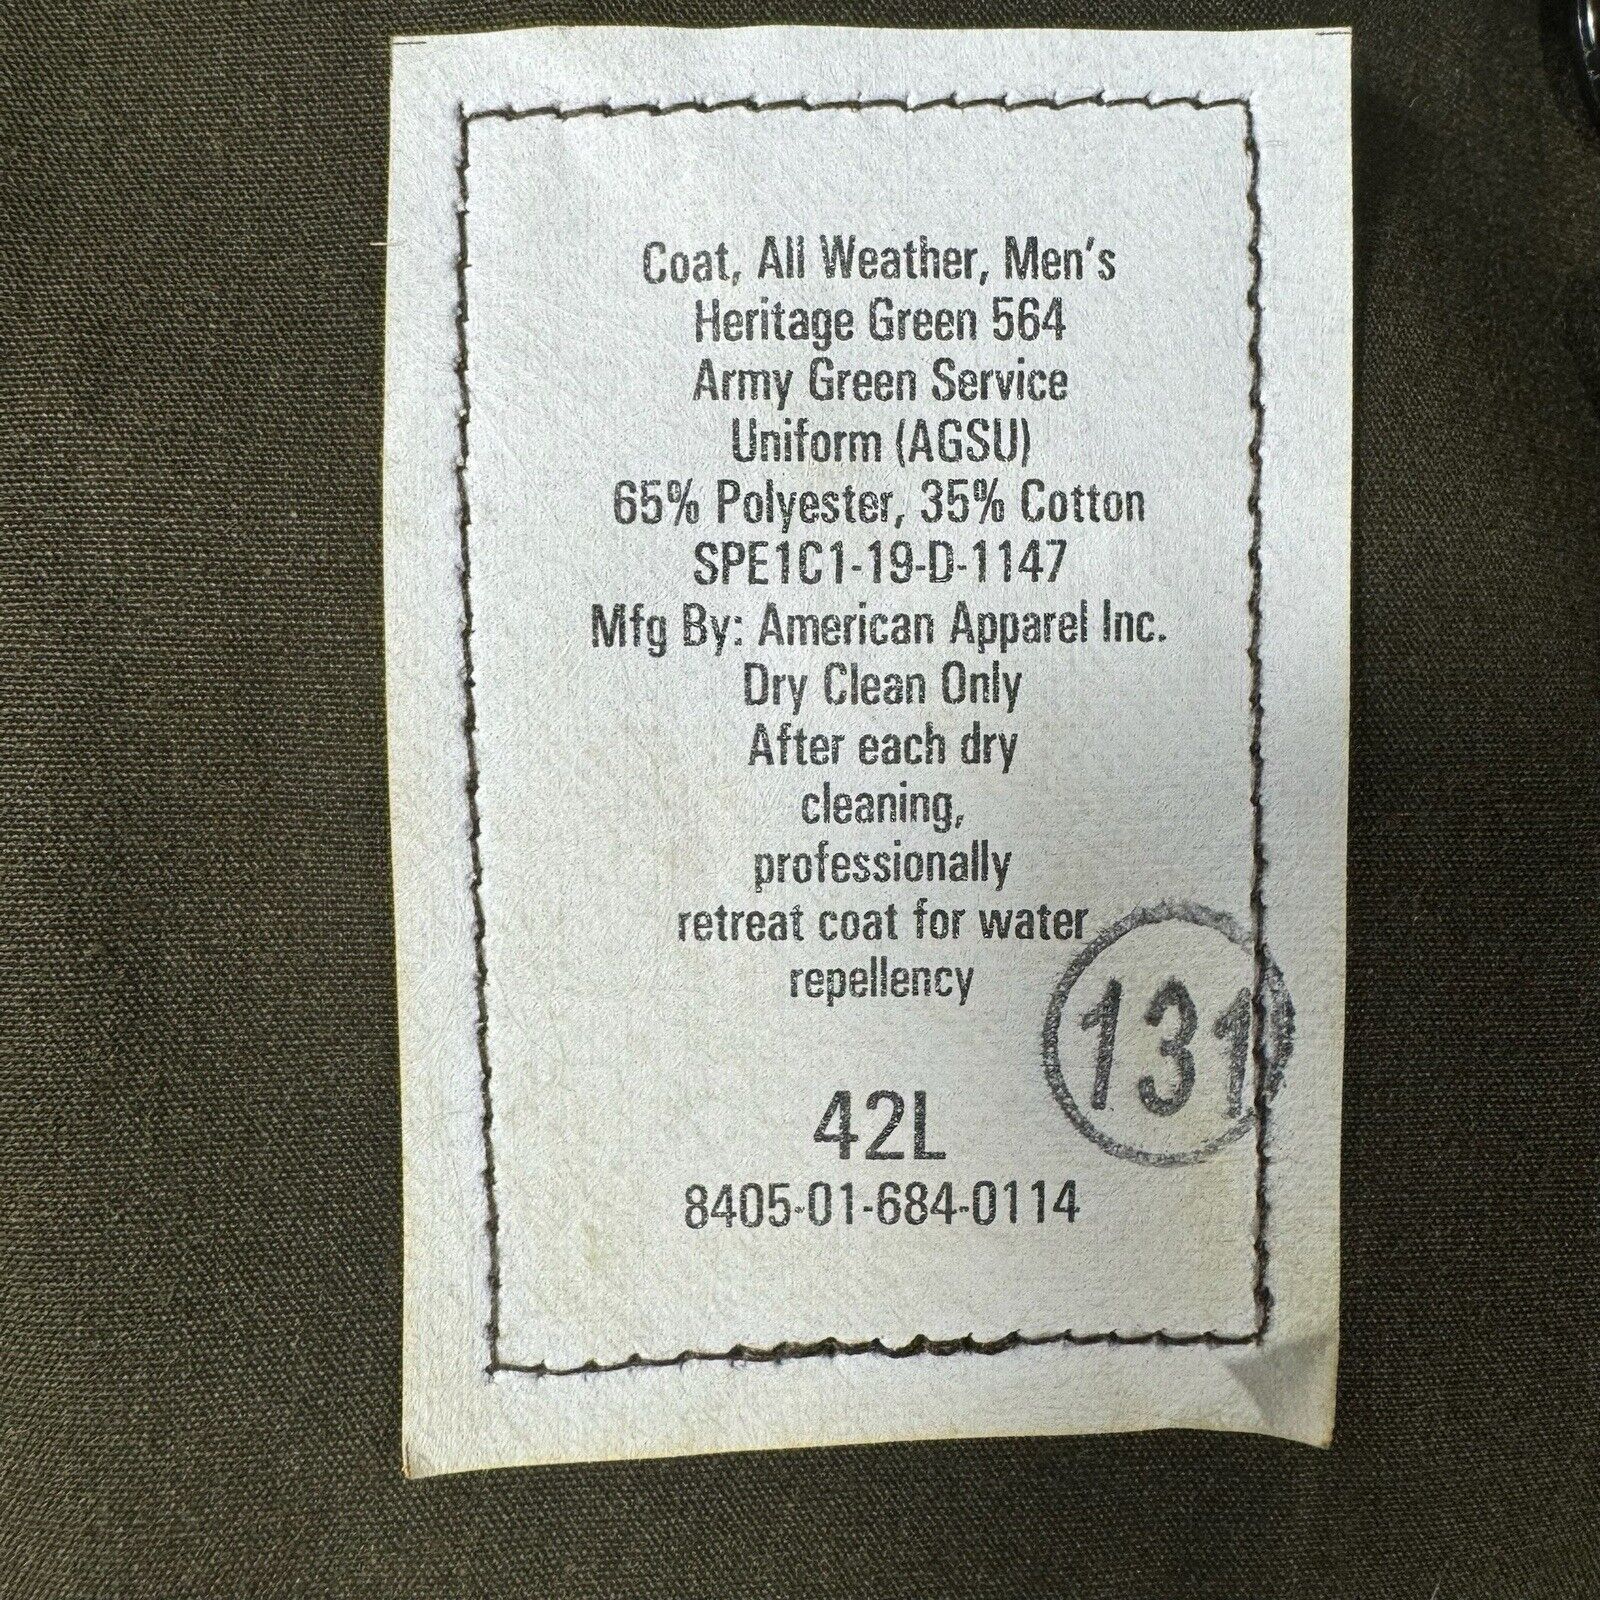 Coat, All Weather, Men's
Heritage Green 564
Army Green Service
Uniform (AGSU)
65% Polyester, 35% Cotton
SPE1C1-19-D-1147
Mfg By: American Apparel Inc.
Dry Clean Only
After each dry
cleaning,
professionally
retreat coat for water
repellency
131
42L
8405-01-684-0114